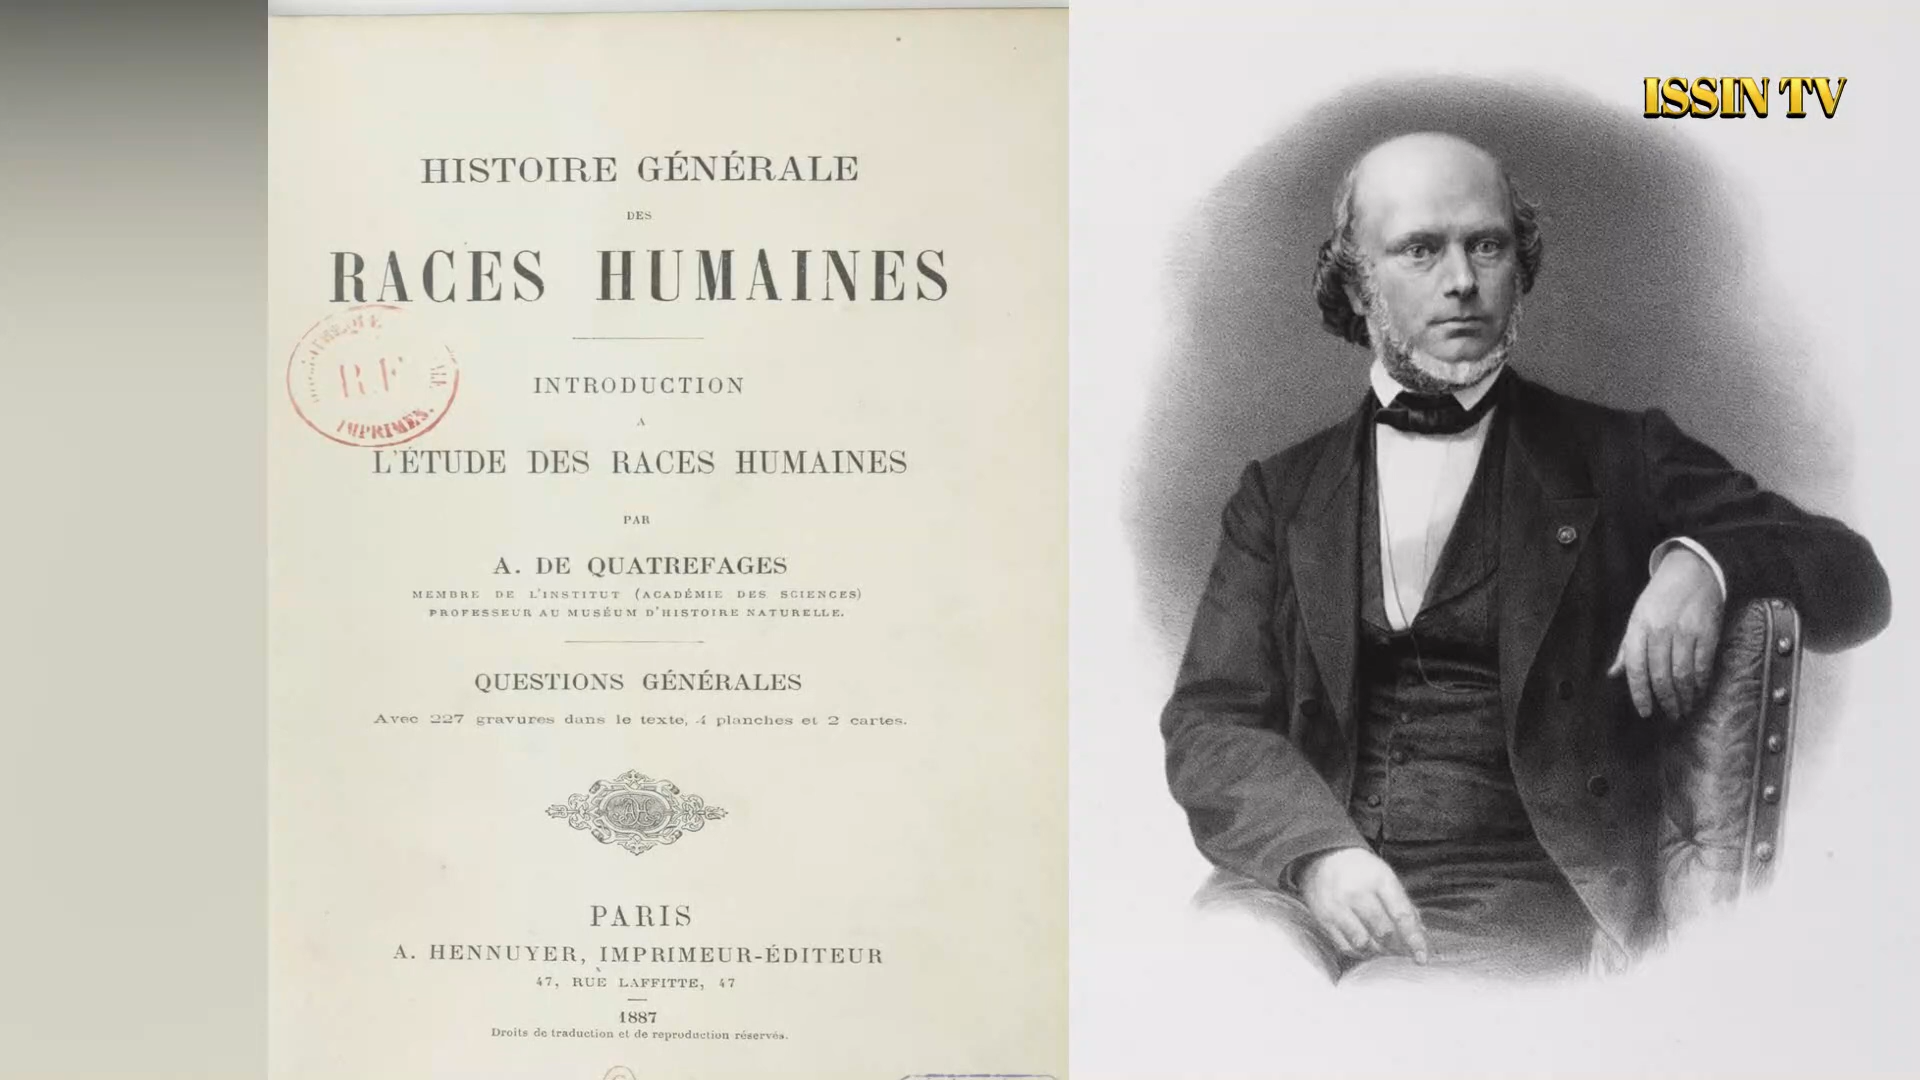 HISTOIRE GÉNÉRALE
DES
RACES HUMAINES
INTRODUCTION
A
L'ÉTUDE DES RACES HUMAINES
PAR
A. DE QUATREFAGES
MEMBRE DE L'INSTITUT (ACADÉMIE DES SCIENCES)
PROFESSEUR AU MUSÉUM D'HISTOIRE NATURELLE.
QUESTIONS GÉNÉRALES
Avec 227 gravures dans le texte, 4 planches et 2 cartes.
PARIS
A. HENNUYER, IMPRIMEUR-ÉDITEUR
47, RUE LAFFITTE, 47
1887
Droits de traduction et de reproduction réservés.
R.F.
IMPRIMÉS.
ISSIN TV